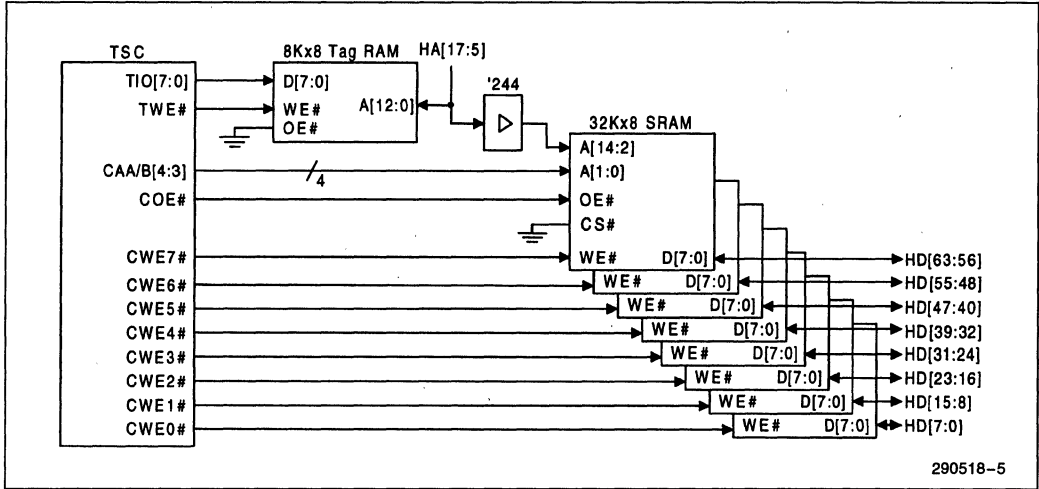 TSC
8Kx8 Tag RAM
HA[17:5]
'244
TIO[7:0]
D[7:0]
TWE#
WE#
A[12:0]
OE#
32Kx8 SRAM
A[14:2]
CAA/B[4:3]
4
A[1:0]
COE#
OE#
CS#
CWE7#
WE# D[7:0]
HD[63:56]
CWE6#
WE# D[7:0]
HD[55:48]
CWE5#
WE# D[7:0]
HD[47:40]
CWE4#
WE# D[7:0]
HD[39:32]
CWE3#
WE# D[7:0]
HD[31:24]
CWE2#
WE# D[7:0]
HD[23:16]
CWE1#
WE# D[7:0]
HD[15:8]
CWE0#
WE# D[7:0]
HD[7:0]
290518-5